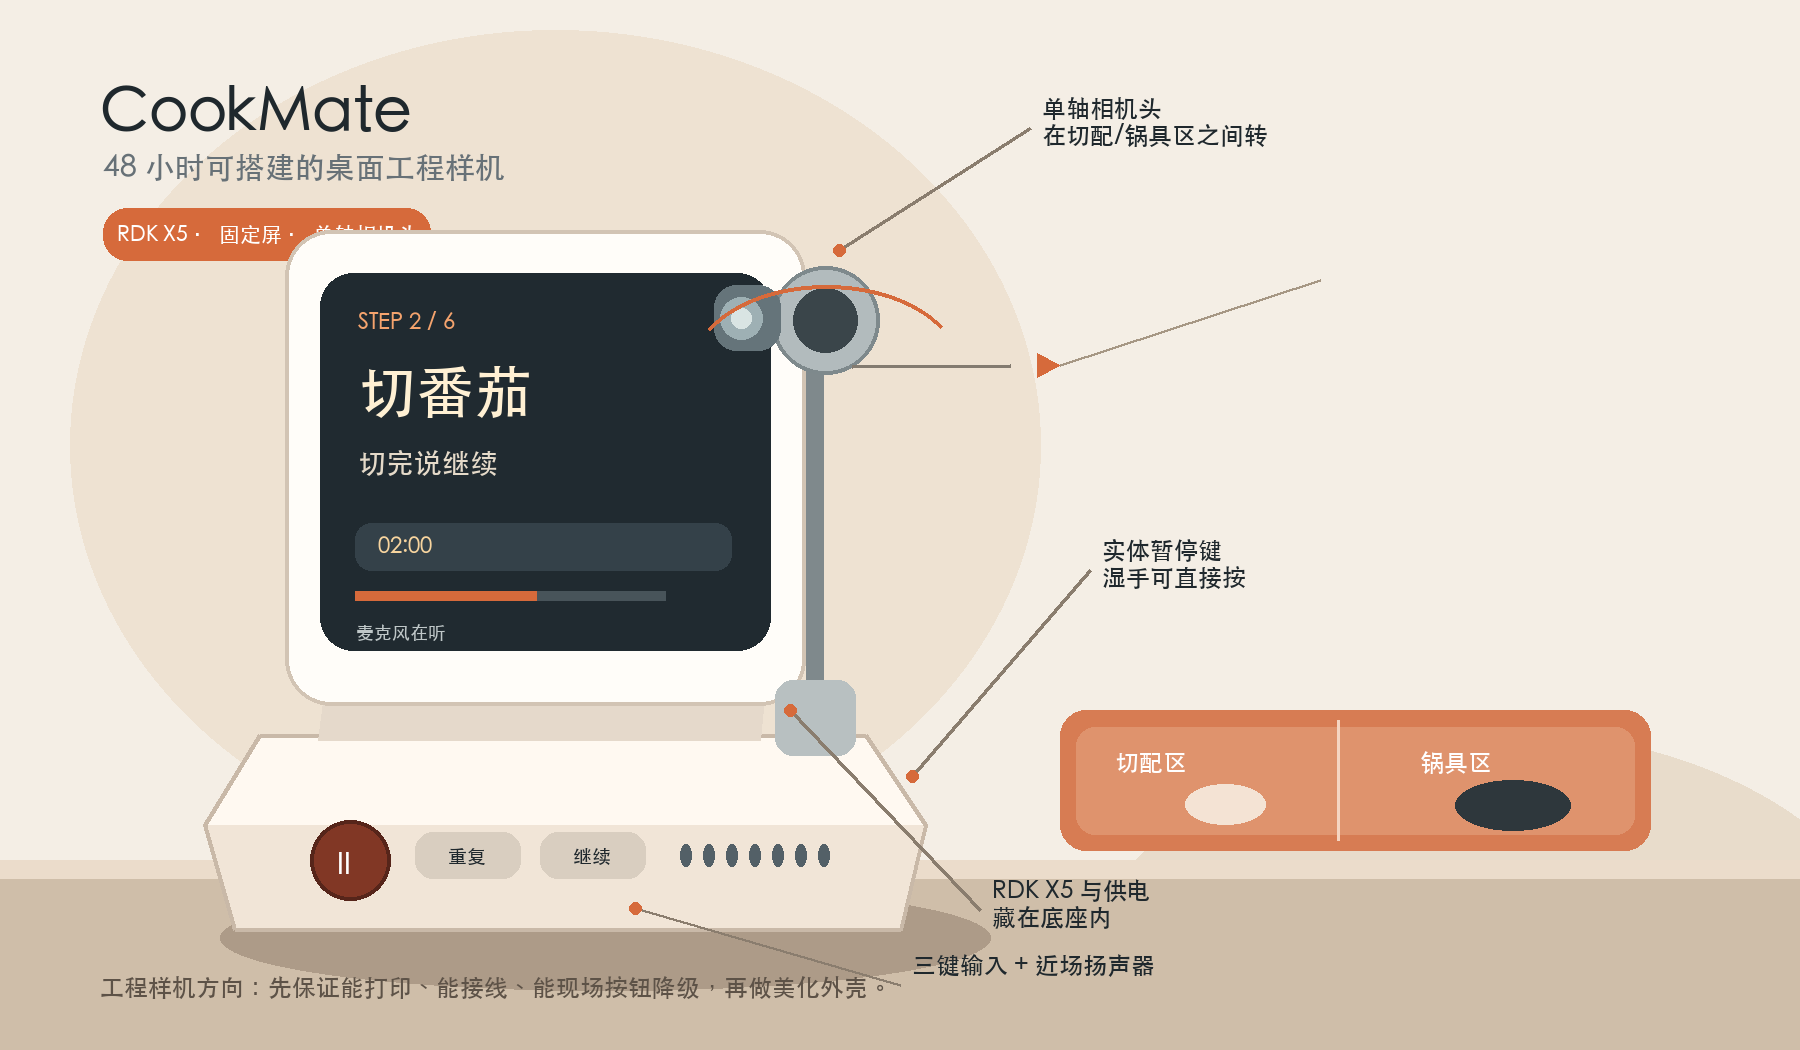 CookMate
48 小时可搭建的桌面工程样机
RDK X5 · 固定屏 ·
单轴相机头
在切配/锅具区之间转
STEP 2 / 6
切番茄
切完说继续
02:00
麦克风在听
实体暂停键
湿手可直接按
切配区
锅具区
重复
继续
RDK X5 与供电
藏在底座内
三键输入 + 近场扬声器
工程样机方向：先保证能打印、能接线、能现场按钮降级，再做美化外壳。